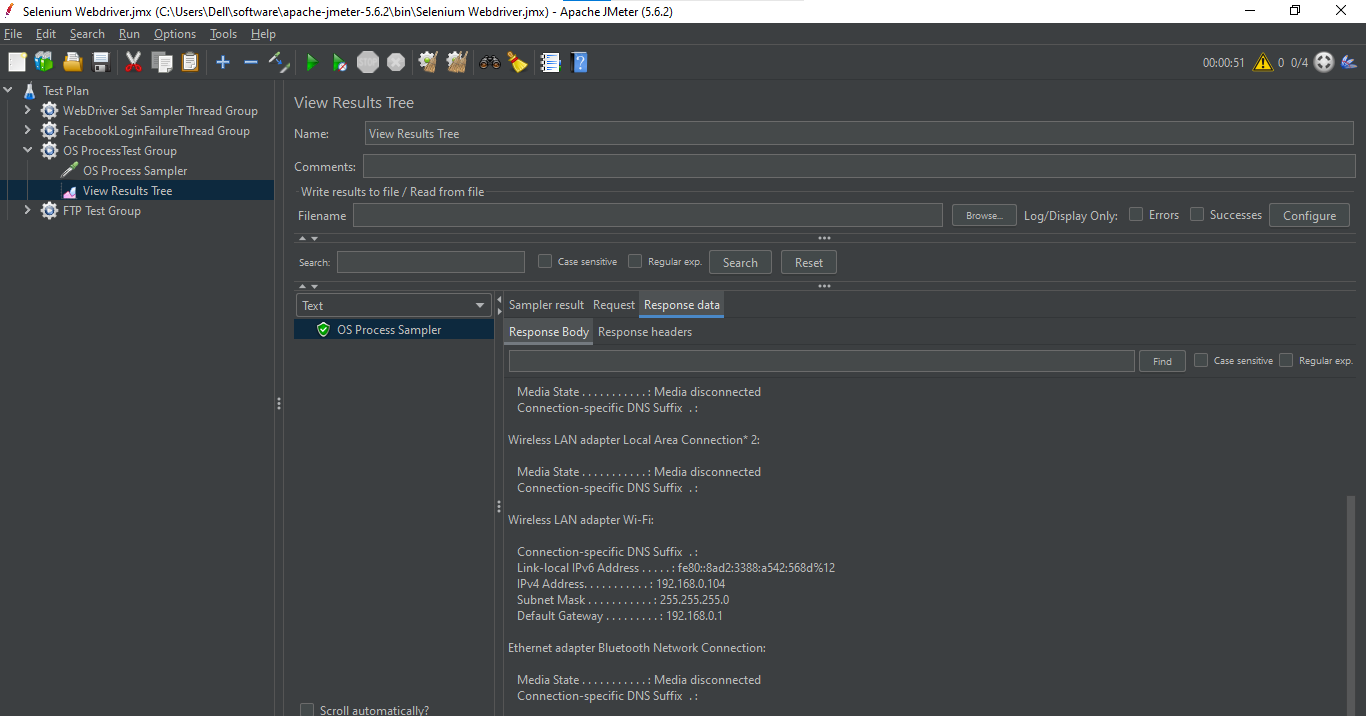 Selenium Webdriver.jmx (C:\Users\Dell\software\apache-jmeter-5.6.2\bin\Selenium Webdriver.jmx) - Apache JMeter (5.6.2)
File Edit Search Run Options Tools Help
STOP 00:00:51 0 0/4
Test Plan
WebDriver Set Sampler Thread Group
FacebookLoginFailureThread Group
OS ProcessTest Group
OS Process Sampler
View Results Tree
FTP Test Group
View Results Tree
Name: View Results Tree
Comments:
Write results to file / Read from file
Filename Browse... Log/Display Only: Errors Successes Configure
Search: Case sensitive Regular exp. Search Reset
Text
OS Process Sampler
Scroll automatically?
Sampler result Request Response data
Response Body Response headers
Find Case sensitive Regular exp.
Media State . . . . . . . . . . . : Media disconnected
Connection-specific DNS Suffix . :
Wireless LAN adapter Local Area Connection* 2:
Media State . . . . . . . . . . . : Media disconnected
Connection-specific DNS Suffix . :
Wireless LAN adapter Wi-Fi:
Connection-specific DNS Suffix . :
Link-local IPv6 Address . . . . . : fe80::8ad2:3388:a542:568d%12
IPv4 Address. . . . . . . . . . . : 192.168.0.104
Subnet Mask . . . . . . . . . . . : 255.255.255.0
Default Gateway . . . . . . . . . : 192.168.0.1
Ethernet adapter Bluetooth Network Connection:
Media State . . . . . . . . . . . : Media disconnected
Connection-specific DNS Suffix . :